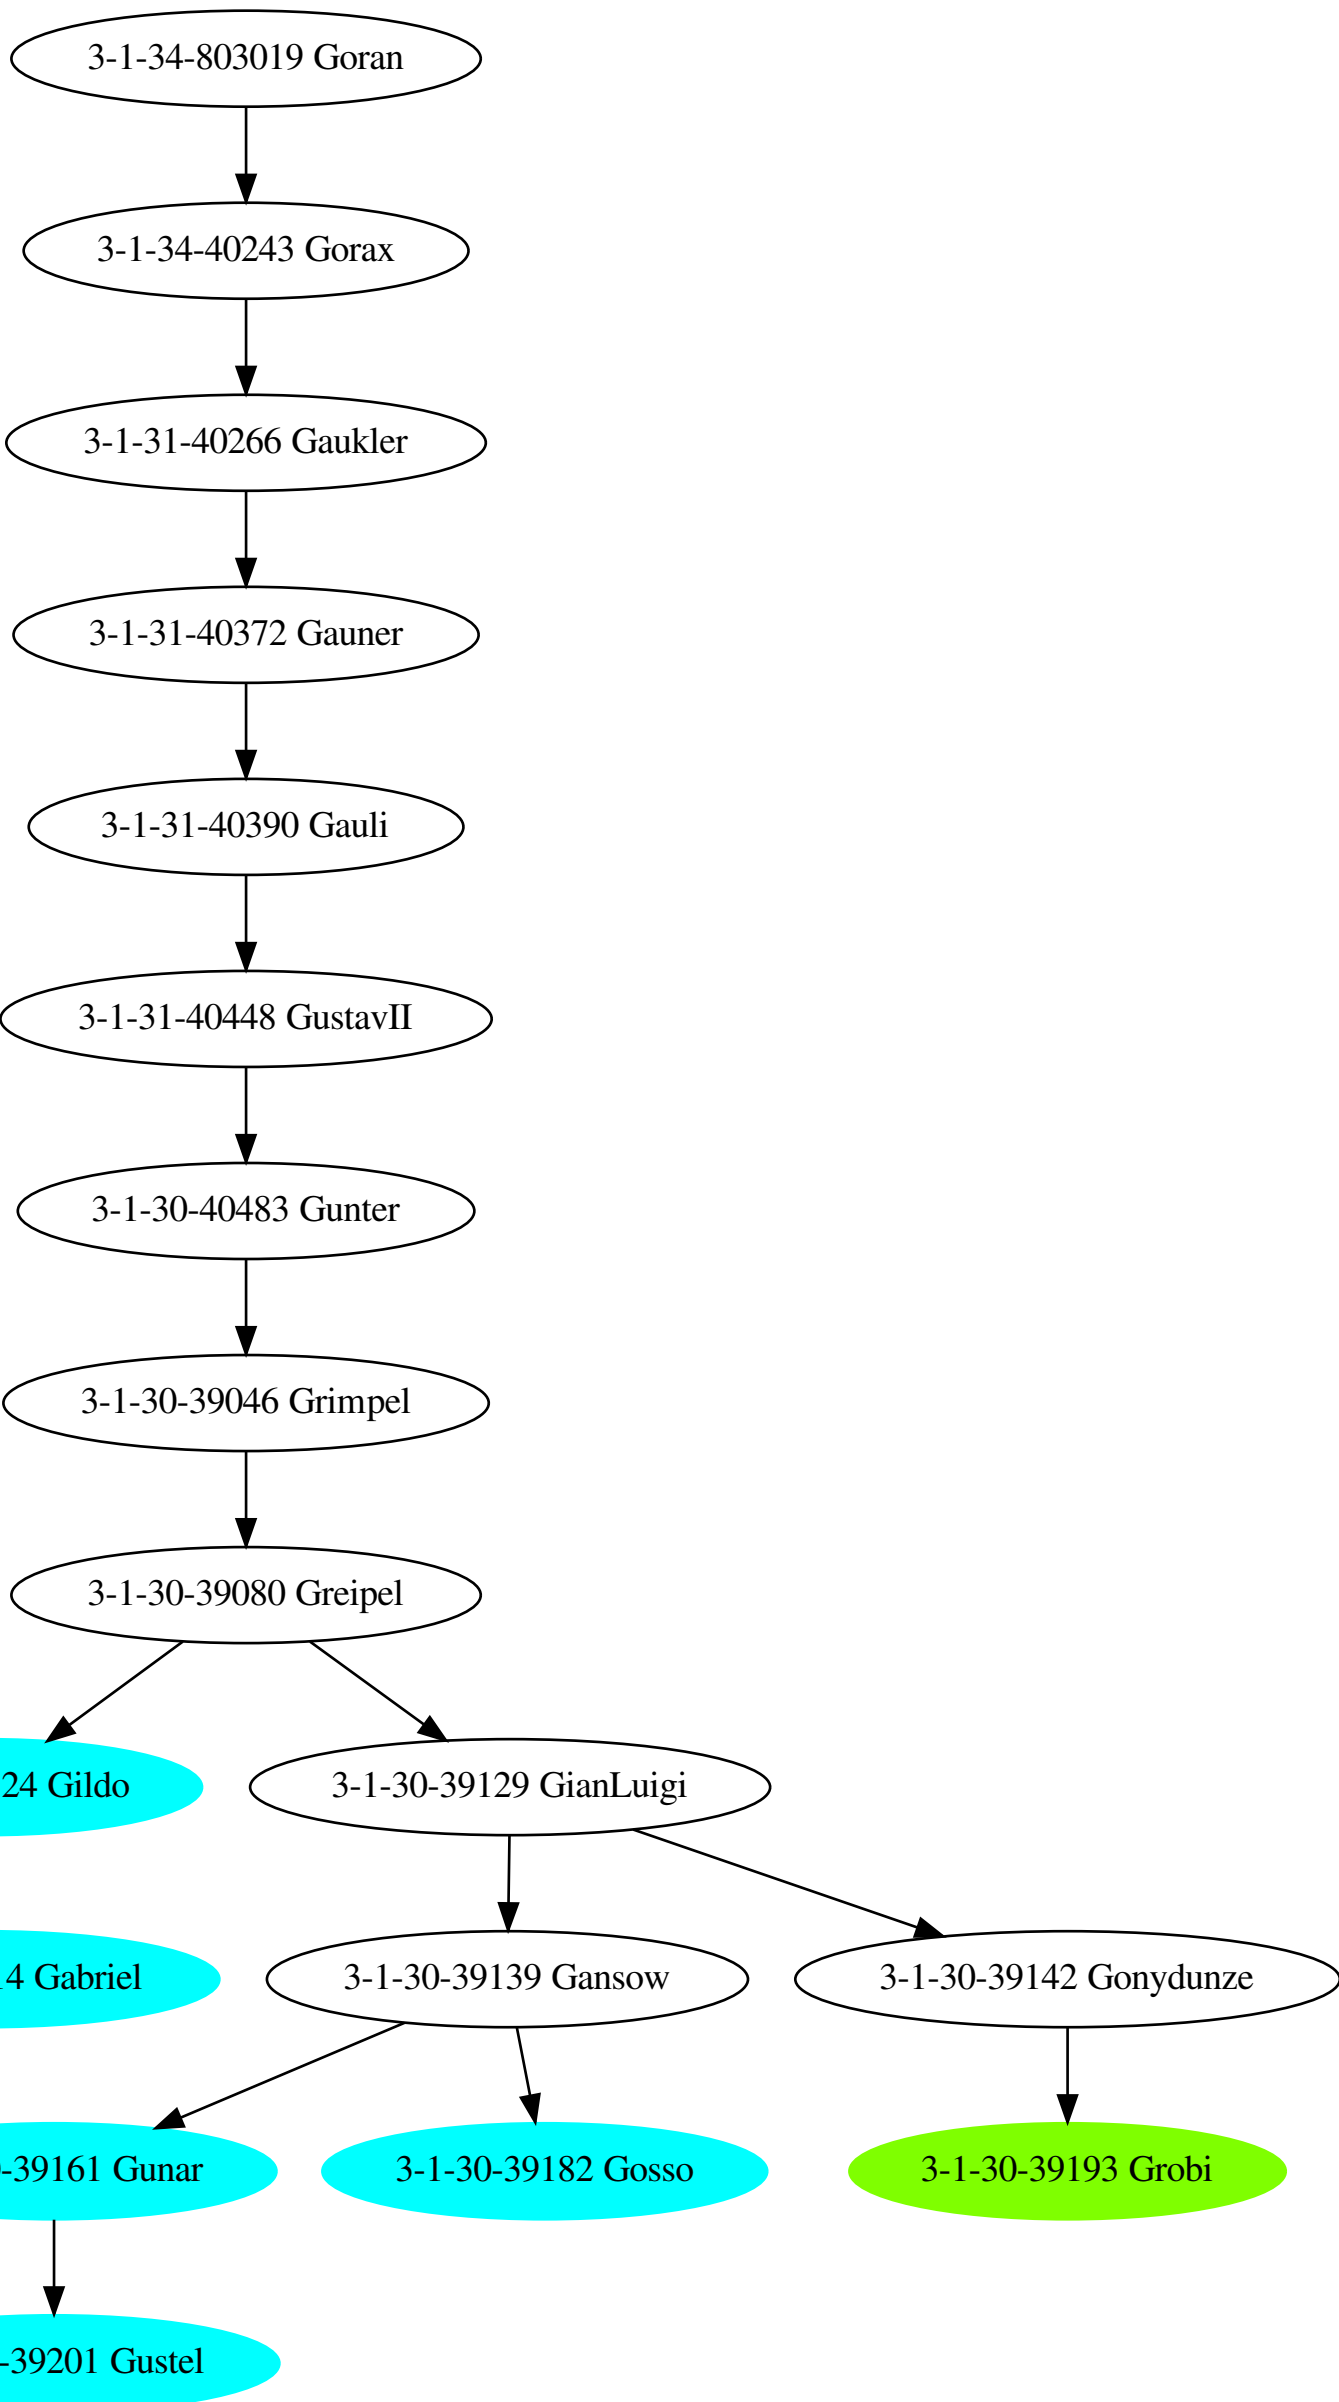 3-1-34-803019 Goran
3-1-34-40243 Gorax
3-1-31-40266 Gaukler
3-1-31-40372 Gauner
3-1-31-40390 Gauli
3-1-31-40448 GustavII
3-1-30-40483 Gunter
3-1-30-39046 Grimpel
3-1-30-39080 Greipel
24 Gildo
3-1-30-39129 GianLuigi
4 Gabriel
3-1-30-39139 Gansow
3-1-30-39142 Gonydunze
-39161 Gunar
3-1-30-39182 Gosso
3-1-30-39193 Grobi
-39201 Gustel